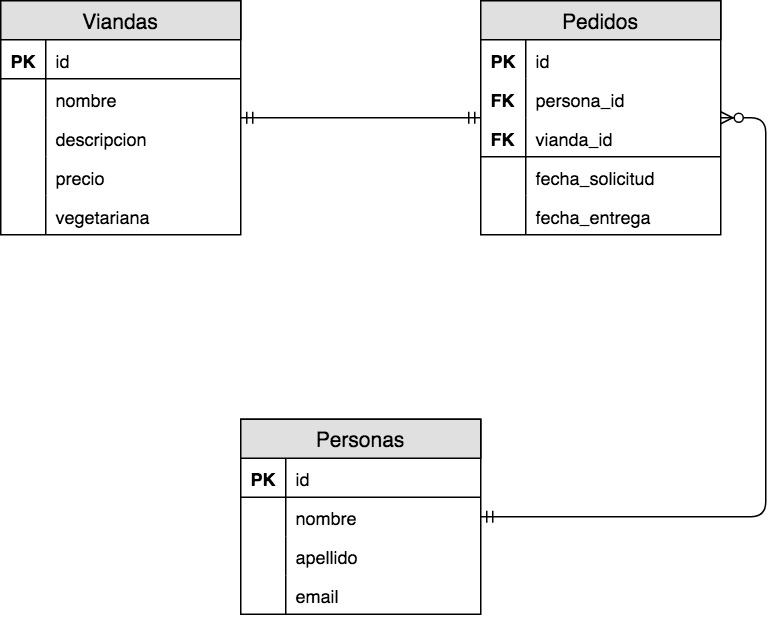 Viandas
PK id
nombre
descripcion
precio
vegetariana
Pedidos
PK id
FK persona_id
FK vianda_id
fecha_solicitud
fecha_entrega
Personas
PK id
nombre
apellido
email